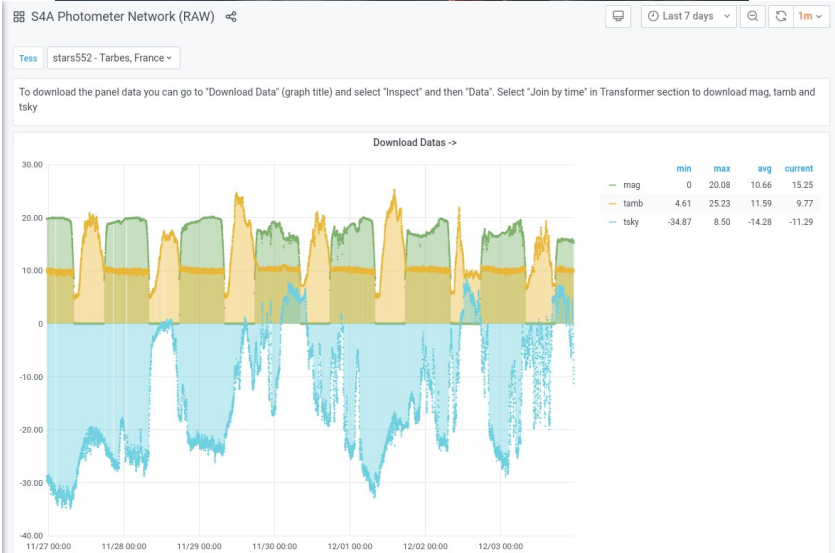 S4A Photometer Network (RAW)
Last 7 days
1m
Tess
stars552 - Tarbes, France
To download the panel data you can go to "Download Data" (graph title) and select "Inspect" and then "Data". Select "Join by time" in Transformer section to download mag, tamb and
tsky
Download Datas ->
min max avg current
mag 0 20.08 10.66 15.25
tamb 4.61 25.23 11.59 9.77
tsky -34.87 8.50 -14.28 -11.29
30.00
20.00
10.00
0
-10.00
-20.00
-30.00
-40.00
11/27 00:00 11/28 00:00 11/29 00:00 11/30 00:00 12/01 00:00 12/02 00:00 12/03 00:00